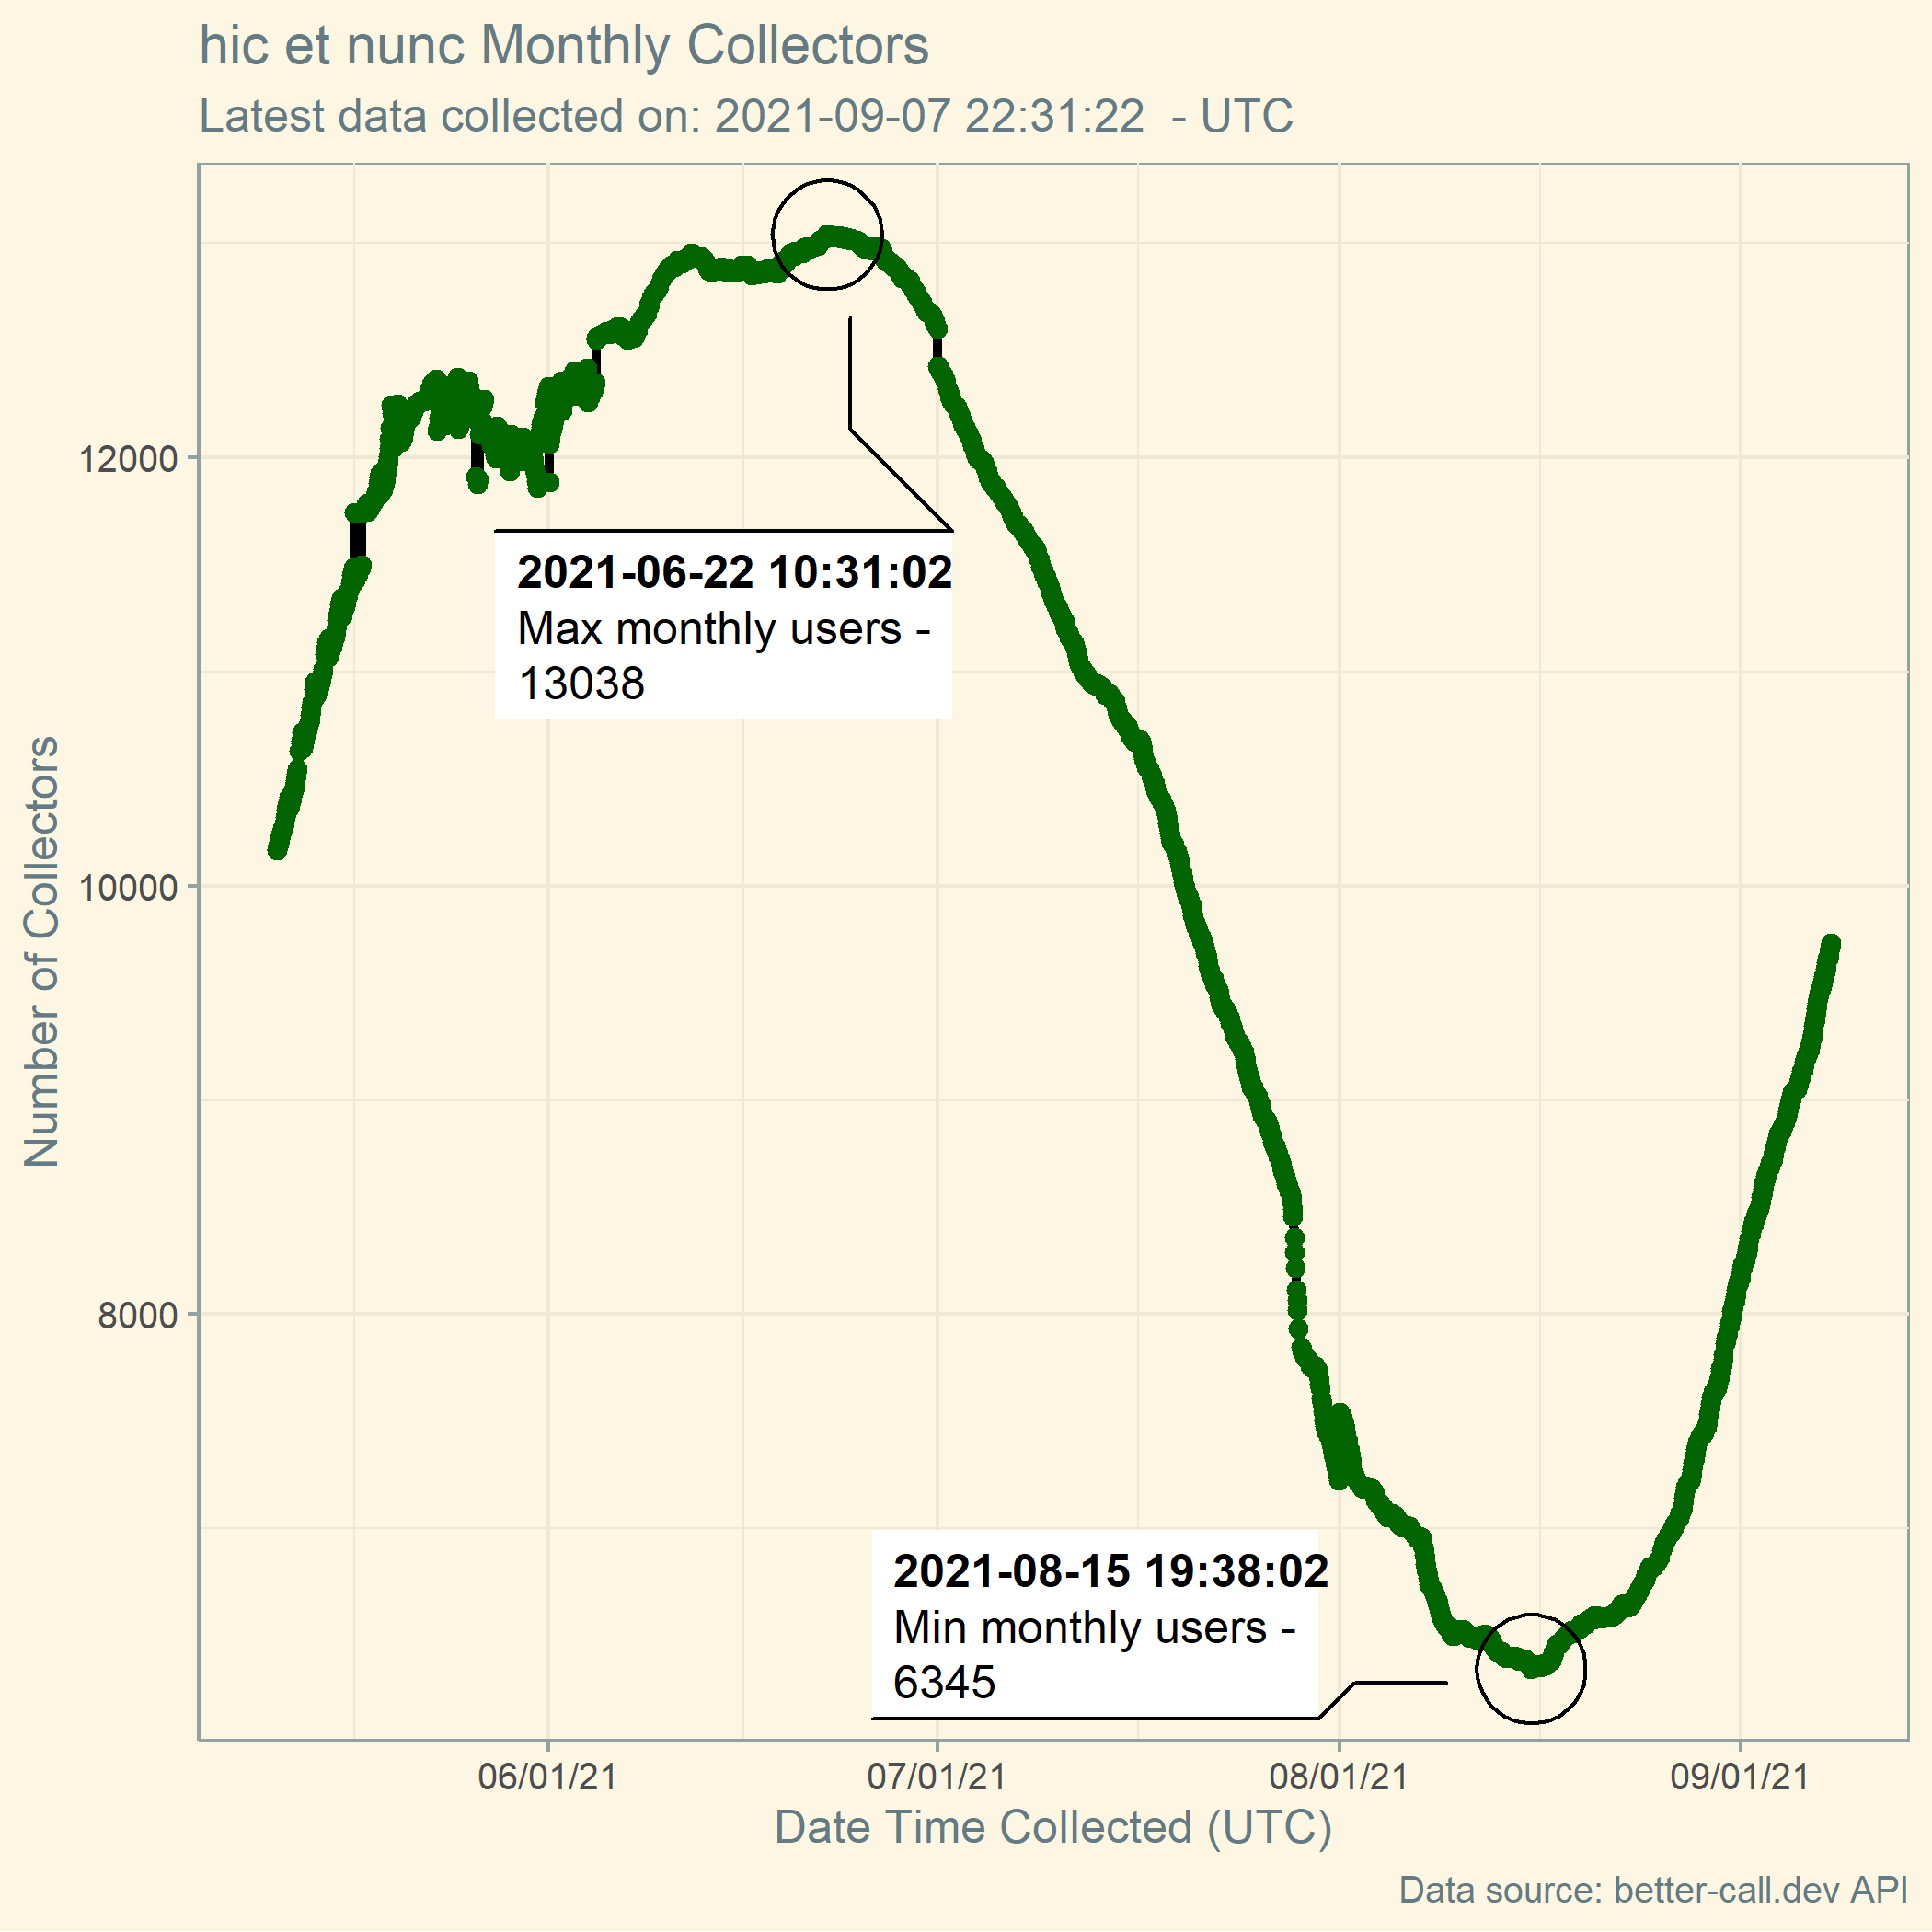 hic et nunc Monthly Collectors
Latest data collected on: 2021-09-07 22:31:22  - UTC
Number of Collectors
12000
10000
8000
2021-06-22 10:31:02
Max monthly users -
13038
2021-08-15 19:38:02
Min monthly users -
6345
06/01/21
07/01/21
08/01/21
09/01/21
Date Time Collected (UTC)
Data source: better-call.dev API